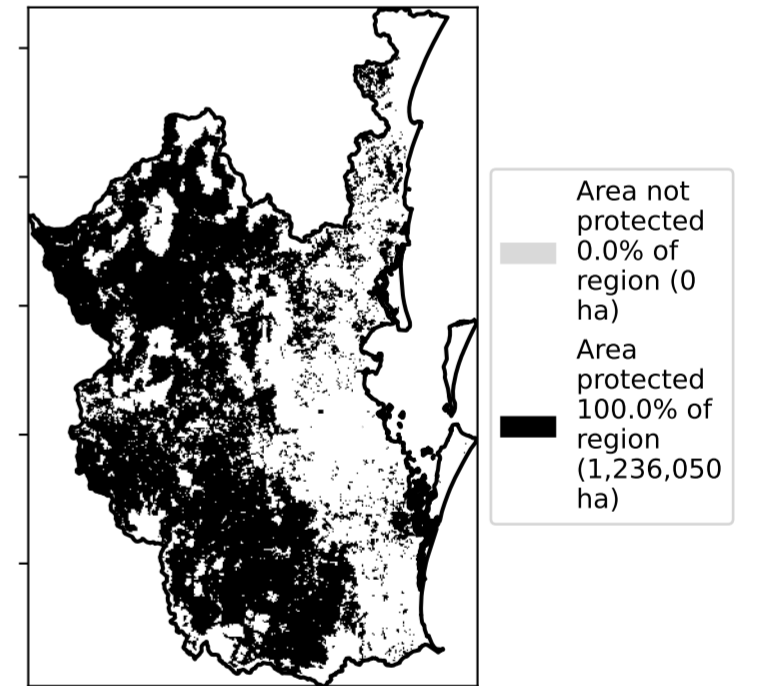 Area not
protected
0.0% of
region (0
ha)
Area
protected
100.0% of
region
(1,236,050
ha)